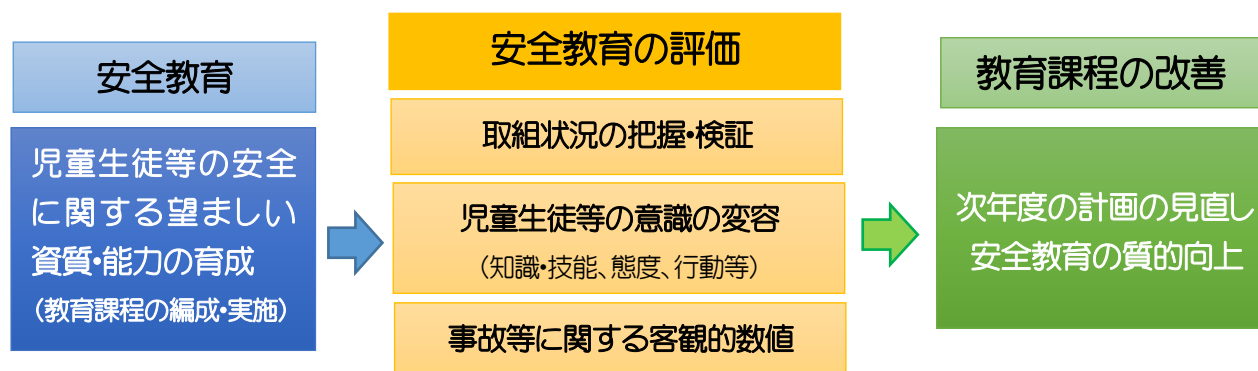 安全教育
児童生徒等の安全
に関する望ましい
資質・能力の育成
（教育課程の編成・実施）
安全教育の評価
取組状況の把握・検証
児童生徒等の意識の変容
（知識・技能、態度、行動等）
事故等に関する客観的数値
教育課程の改善
次年度の計画の見直し
安全教育の質的向上